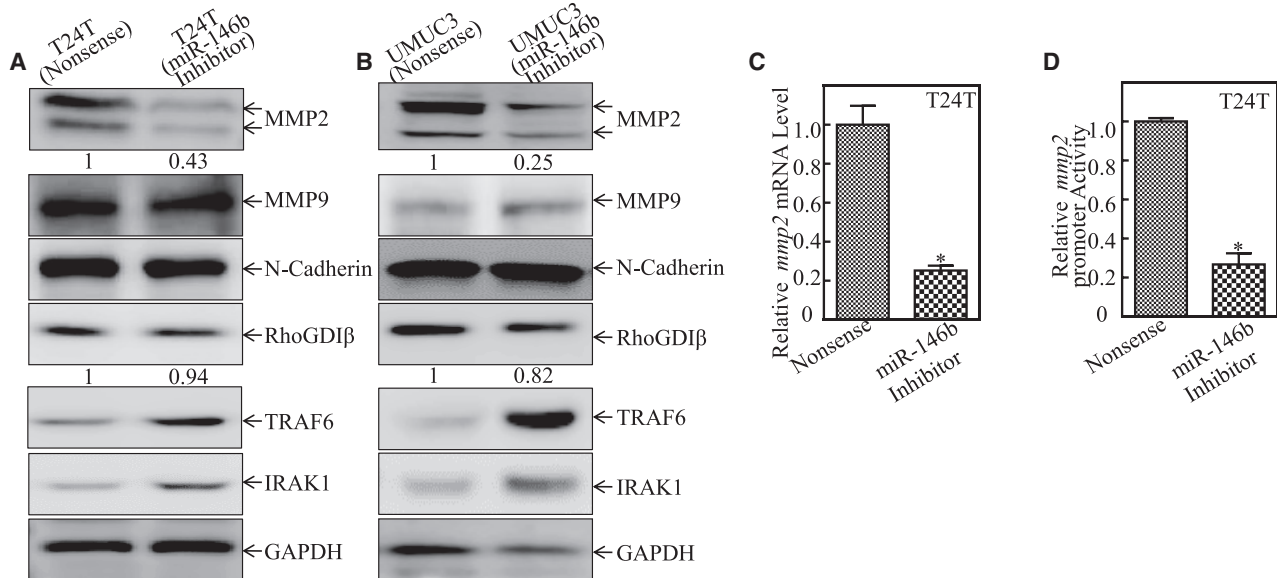 A
T24T
(Nonsense)
T24T
(miR-146b
Inhibitor)
MMP2
1 0.43
MMP9
N-Cadherin
RhoGDIβ
1 0.94
TRAF6
IRAK1
GAPDH
B
UMUC3
(Nonsense)
UMUC3
(miR-146b
Inhibitor)
MMP2
1 0.25
MMP9
N-Cadherin
RhoGDIβ
1 0.82
TRAF6
IRAK1
GAPDH
C
T24T
Relative mmp2 mRNA Level
1.0
0.8
0.6
0.4
0.2
0
*
Nonsense
miR-146b
Inhibitor
D
T24T
Relative mmp2
promoter Activity
1.0
0.8
0.6
0.4
0.2
0
*
Nonsense
miR-146b
Inhibitor